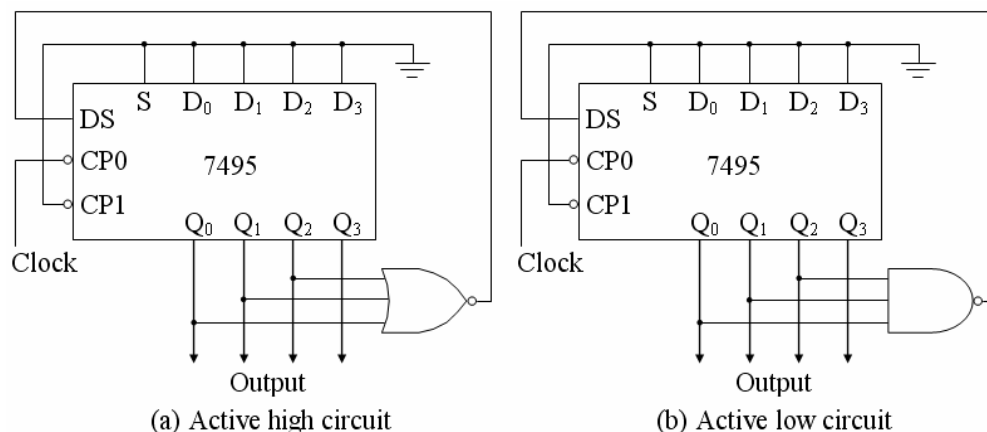 S D0 D1 D2 D3
DS
CP0
7495
CP1
Q0 Q1 Q2 Q3
Clock
Output
(a) Active high circuit
S D0 D1 D2 D3
DS
CP0
7495
CP1
Q0 Q1 Q2 Q3
Clock
Output
(b) Active low circuit